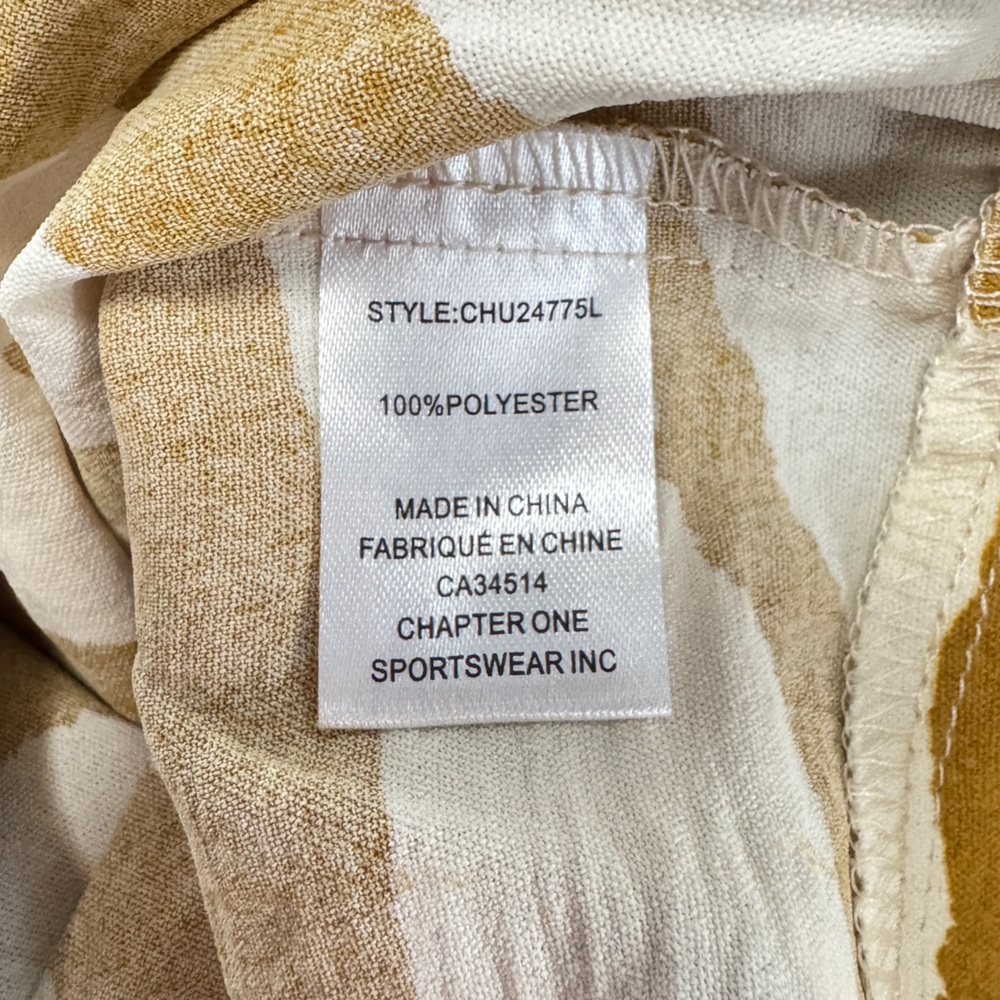 STYLE:CHU24775L
100%POLYESTER
MADE IN CHINA
FABRIQUÉ EN CHINE
CA34514
CHAPTER ONE
SPORTSWEAR INC